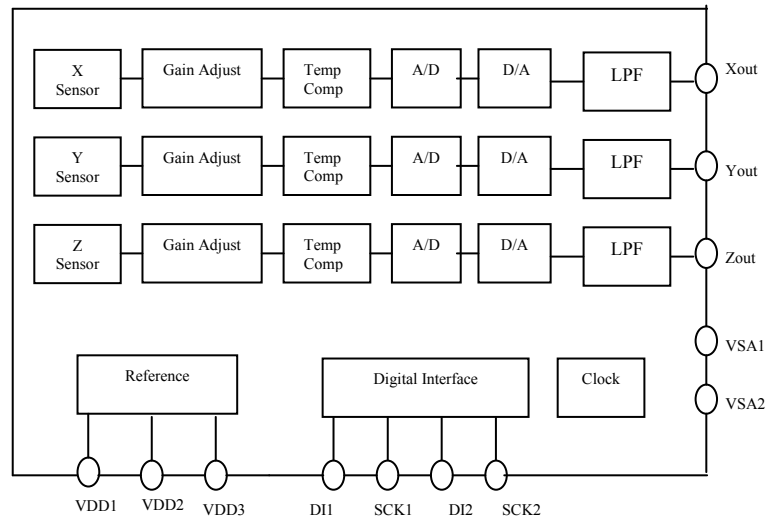 X
Sensor
Gain Adjust
Temp
Comp
A/D
D/A
LPF
Xout
Y
Sensor
Gain Adjust
Temp
Comp
A/D
D/A
LPF
Yout
Z
Sensor
Gain Adjust
Temp
Comp
A/D
D/A
LPF
Zout
VSA1
Reference
Digital Interface
Clock
VSA2
VDD1
VDD2
VDD3
DI1
SCK1
DI2
SCK2